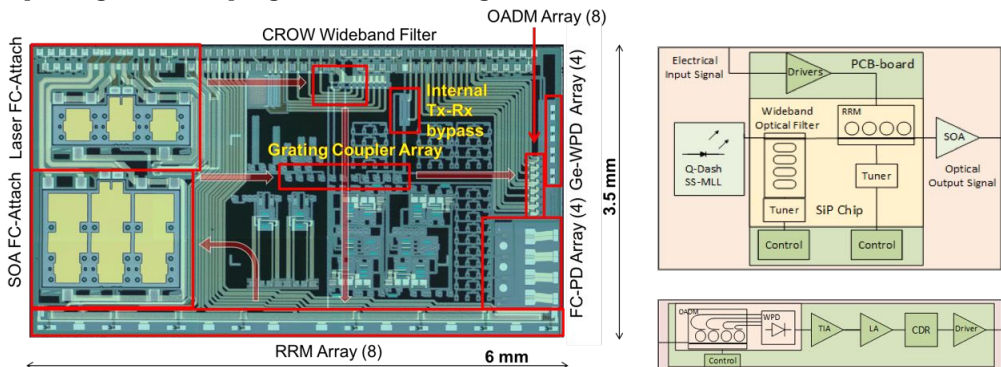 OADM Array (8)
CROW Wideband Filter
Laser FC-Attach
SOA FC-Attach
Internal
Tx-Rx
bypass
Grating Coupler Array
Ge-WPD Array (4)
FC-PD Array (4)
3.5 mm
RRM Array (8)
6 mm
Electrical
Input Signal
Drivers
PCB-board
Wideband
Optical Filter
RRM
Q-Dash
SS-MLL
Tuner
Tuner
SiP Chip
SOA
Optical
Output Signal
Control
Control
OADM
WPD
TIA
LA
CDR
Driver
Control